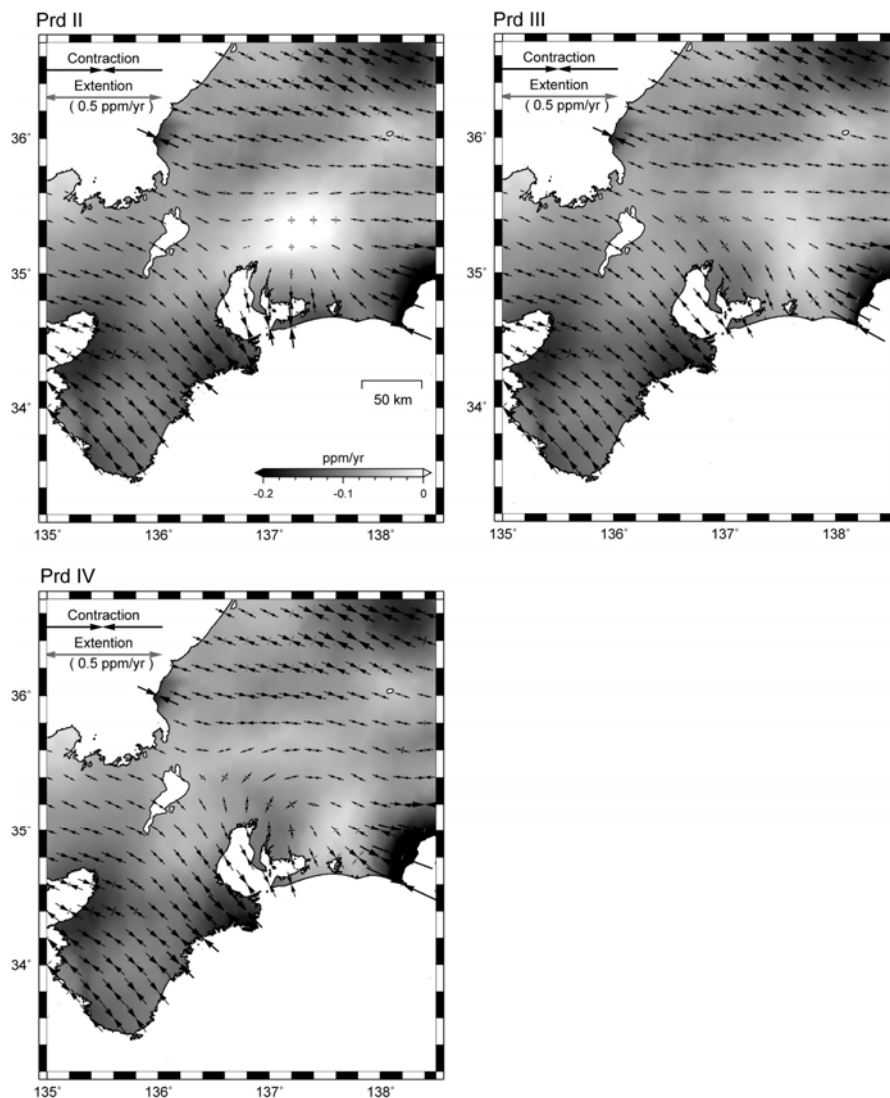 Prd II
Contraction
Extention
( 0.5 ppm/yr )
36°
35°
34°
50 km
ppm/yr
-0.2 -0.1 0
135° 136° 137° 138°
Prd III
Contraction
Extention
( 0.5 ppm/yr )
36°
35°
34°
135° 136° 137° 138°
Prd IV
Contraction
Extention
( 0.5 ppm/yr )
36°
35°
34°
135° 136° 137° 138°